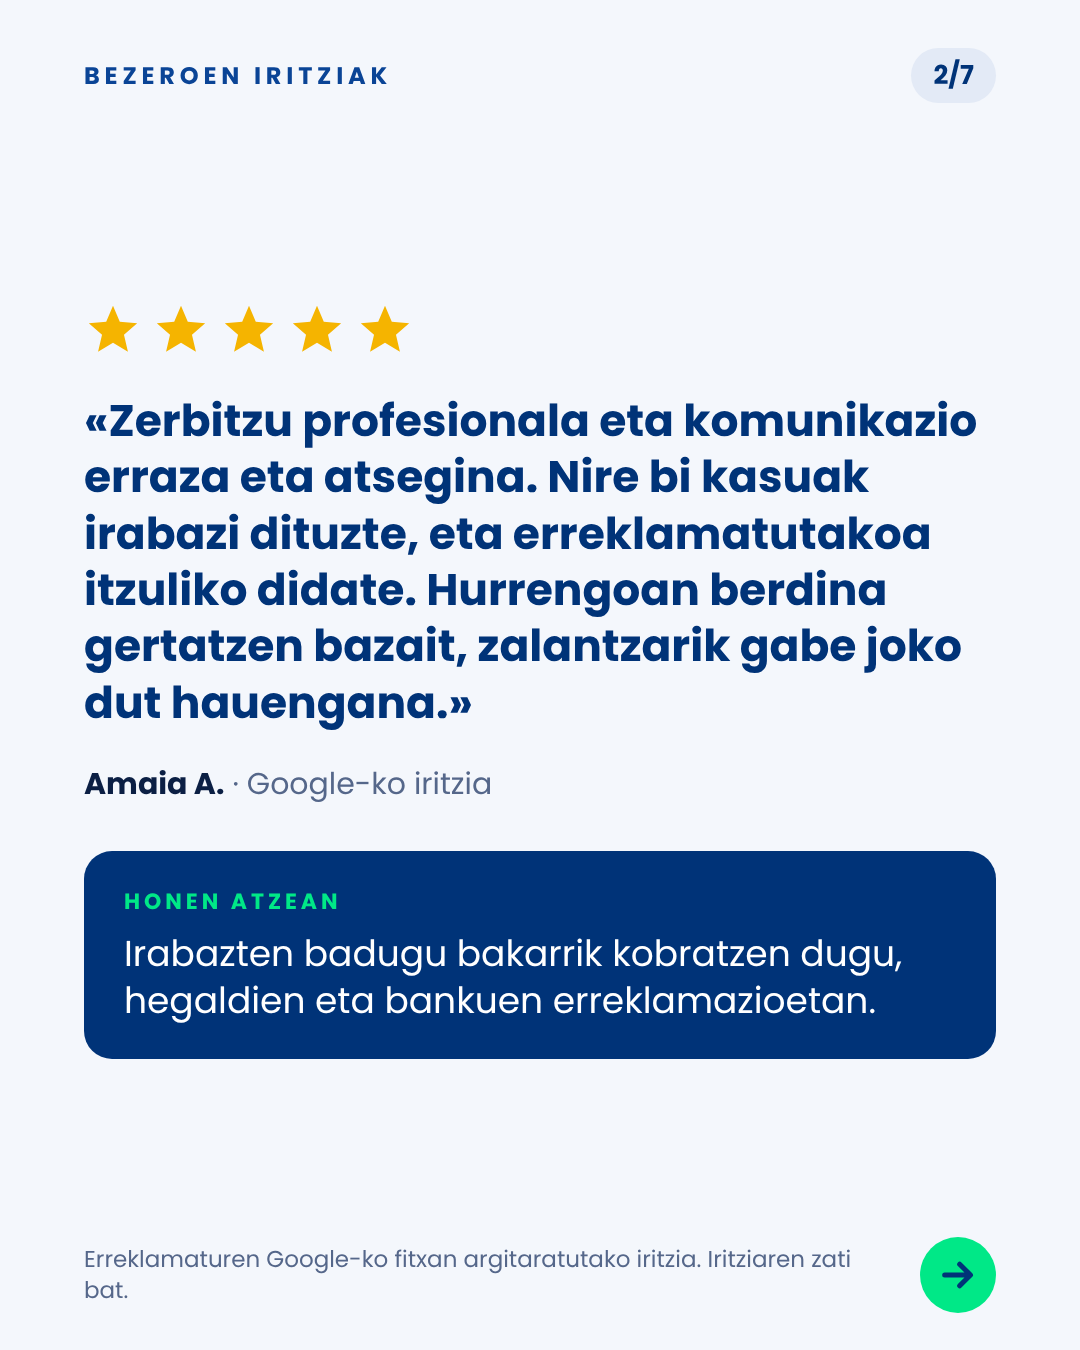 BEZEROEN IRITZIAK
2/7
«Zerbitzu profesionala eta komunikazio
erraza eta atsegina. Nire bi kasuak
irabazi dituzte, eta erreklamatutakoa
itzuliko didate. Hurrengoan berdina
gertatzen bazait, zalantzarik gabe joko
dut hauengana.»
Amaia A. · Google-ko iritzia
HONEN ATZEAN
Irabazten badugu bakarrik kobratzen dugu,
hegaldien eta bankuen erreklamazioetan.
Erreklamaturen Google-ko fitxan argitaratutako iritzia. Iritziaren zati
bat.